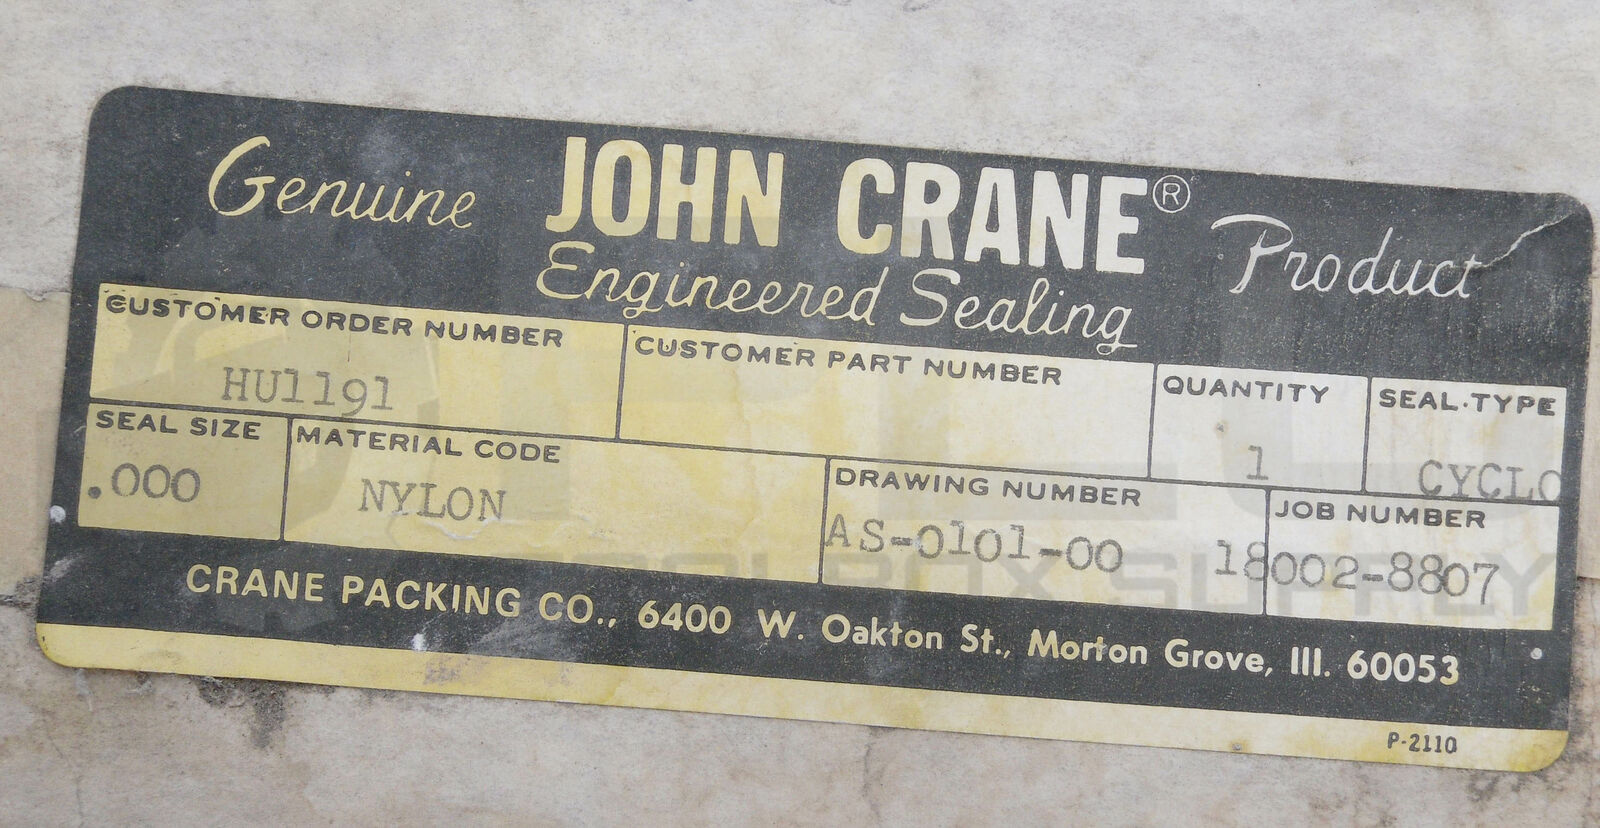 Genuine JOHN CRANE® Product
Engineered Sealing
CUSTOMER ORDER NUMBER
HU1191
CUSTOMER PART NUMBER
QUANTITY
1
SEAL TYPE
CYCLO
SEAL SIZE
.000
MATERIAL CODE
NYLON
DRAWING NUMBER
AS-0101-00
JOB NUMBER
18002-8807
CRANE PACKING CO., 6400 W. Oakton St., Morton Grove, Ill. 60053
P-2110